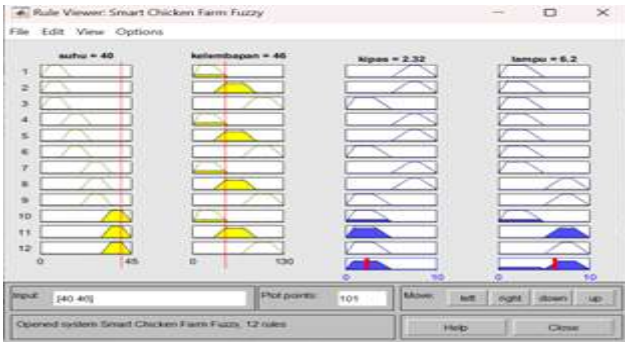 Rule Viewer: Smart Chicken Farm Fuzzy
File Edit View Options
suhu = 40
kelembapan = 46
kipas = 2.32
lampu = 6.2
1
2
3
4
5
6
7
8
9
10
11
12
0 45
0 130
0 10
0 10
Input: [40 40]
Plot points: 101
Move: left right down up
Opened system Smart Chicken Farm Fuzzy, 12 rules
Help Close